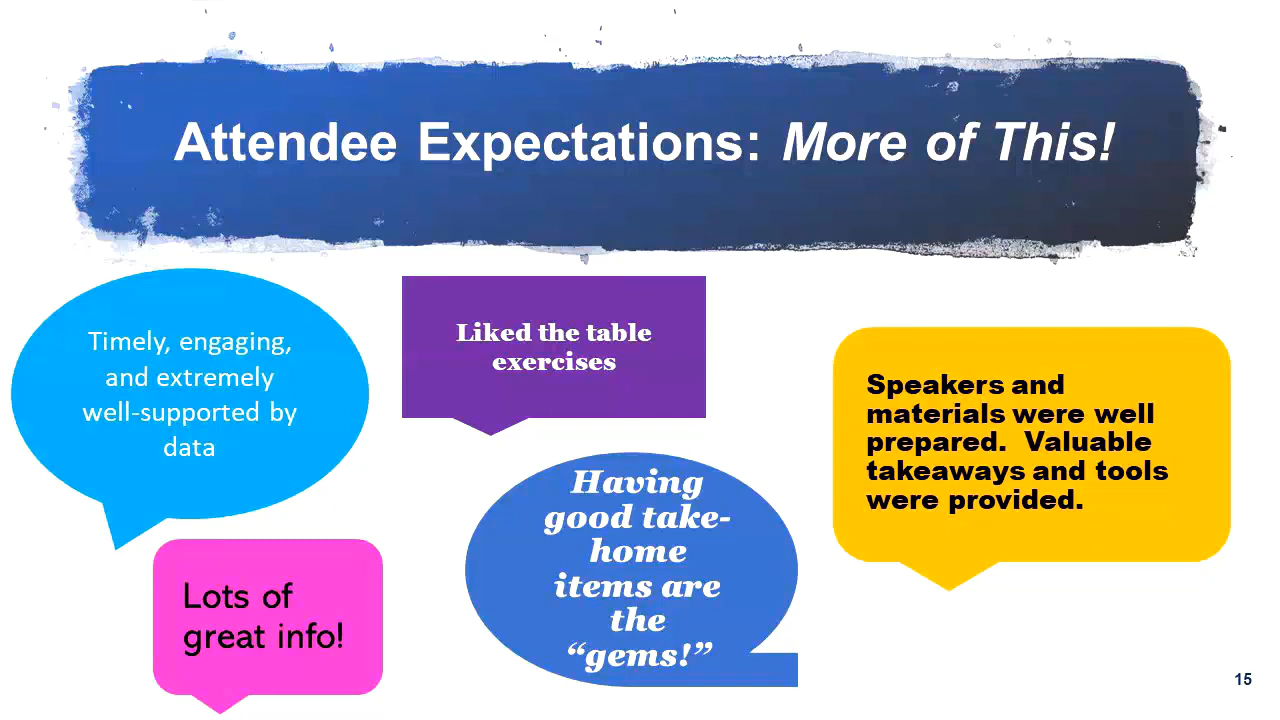 Attendee Expectations: More of This!
Timely, engaging,
and extremely
well-supported by
data
Liked the table
exercises
Speakers and
materials were well
prepared.  Valuable
takeaways and tools
were provided.
Having
good take-
home
items are
the
“gems!”
Lots of
great info!
15